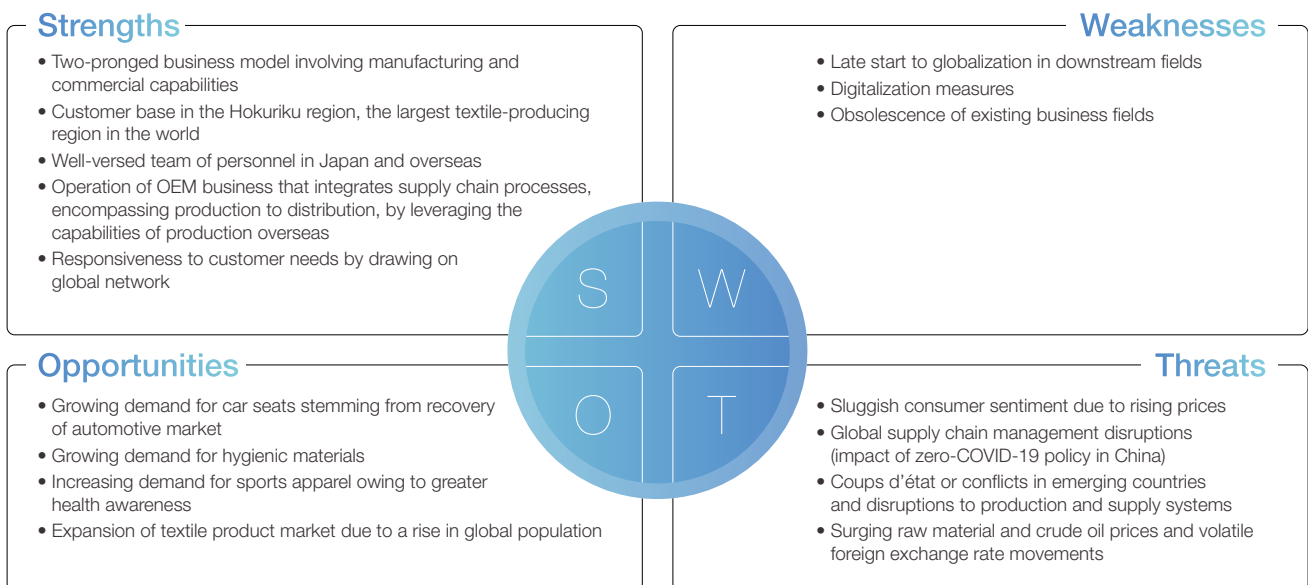 Strengths
• Two-pronged business model involving manufacturing and
commercial capabilities
• Customer base in the Hokuriku region, the largest textile-producing
region in the world
• Well-versed team of personnel in Japan and overseas
• Operation of OEM business that integrates supply chain processes,
encompassing production to distribution, by leveraging the
capabilities of production overseas
• Responsiveness to customer needs by drawing on
global network
Weaknesses
• Late start to globalization in downstream fields
• Digitalization measures
• Obsolescence of existing business fields
S
W
O
T
Opportunities
• Growing demand for car seats stemming from recovery
of automotive market
• Growing demand for hygienic materials
• Increasing demand for sports apparel owing to greater
health awareness
• Expansion of textile product market due to a rise in global population
Threats
• Sluggish consumer sentiment due to rising prices
• Global supply chain management disruptions
(impact of zero-COVID-19 policy in China)
• Coups d’état or conflicts in emerging countries
and disruptions to production and supply systems
• Surging raw material and crude oil prices and volatile
foreign exchange rate movements